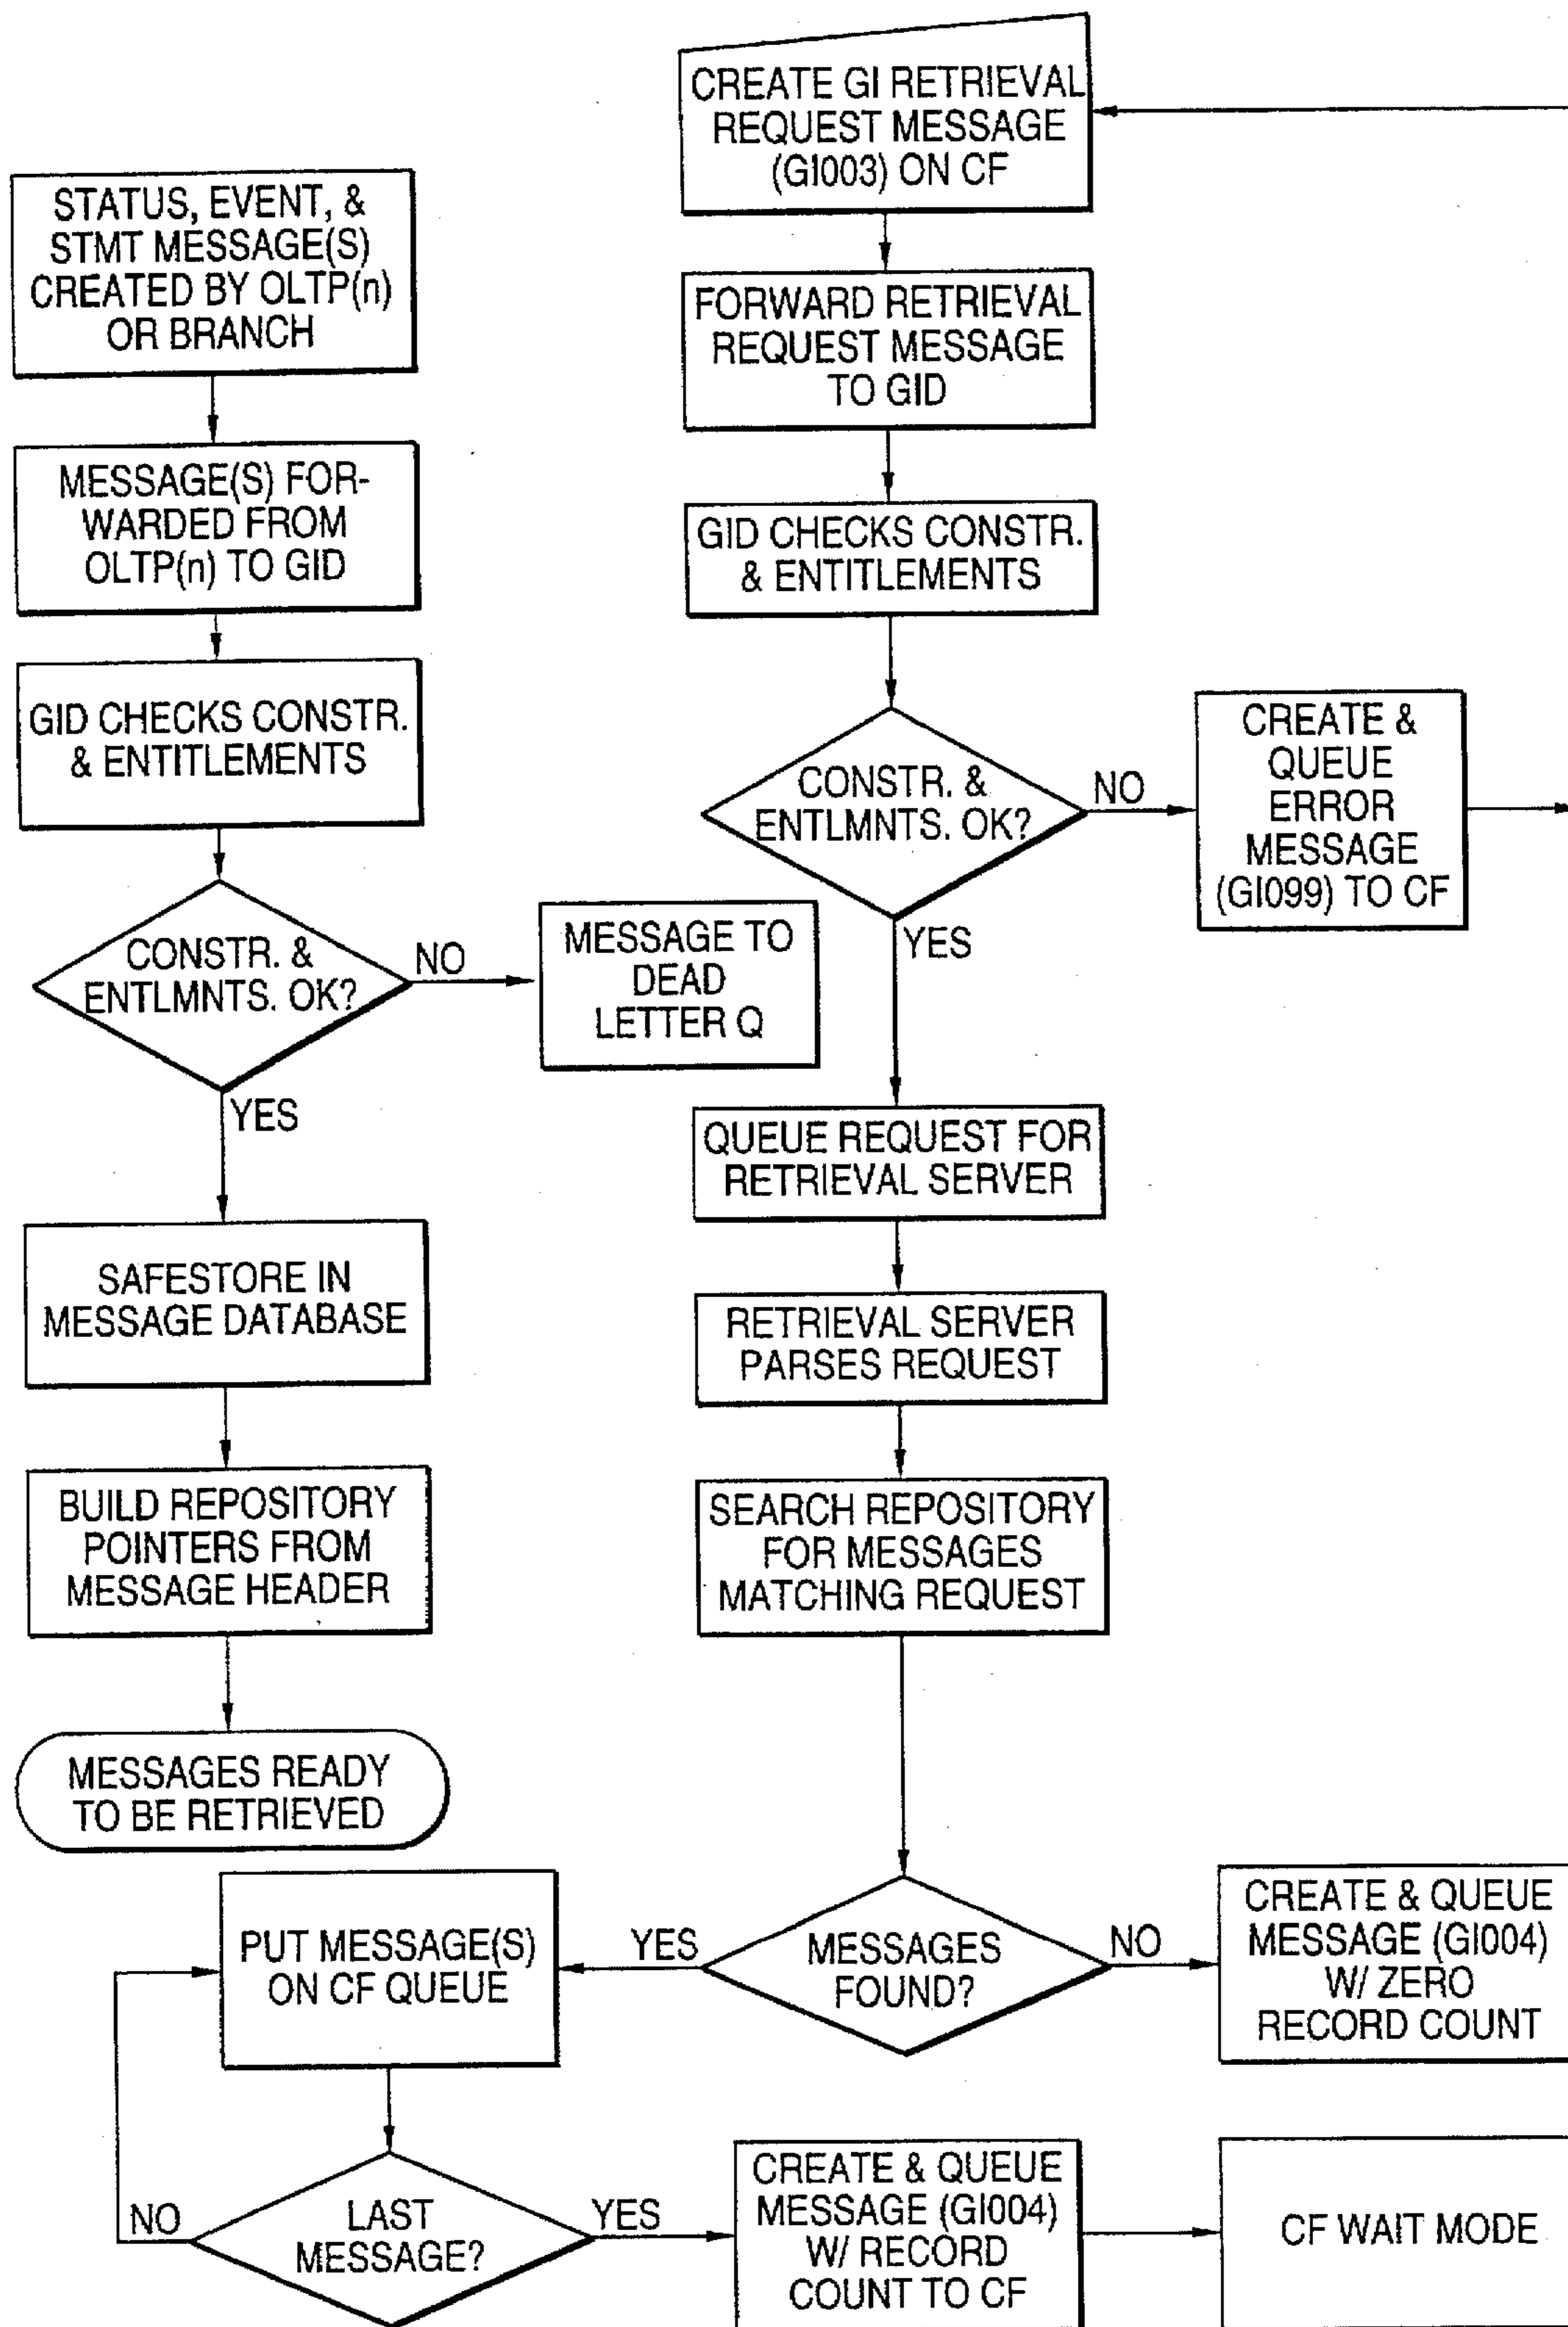 STATUS, EVENT, &
STMT MESSAGE(S)
CREATED BY OLTP(n)
OR BRANCH
MESSAGE(S) FOR-
WARDED FROM
OLTP(n) TO GID
GID CHECKS CONSTR.
& ENTITLEMENTS
CONSTR. &
ENTLMNTS. OK?
NO
MESSAGE TO
DEAD
LETTER Q
YES
SAFESTORE IN
MESSAGE DATABASE
BUILD REPOSITORY
POINTERS FROM
MESSAGE HEADER
MESSAGES READY
TO BE RETRIEVED
CREATE GI RETRIEVAL
REQUEST MESSAGE
(GI003) ON CF
FORWARD RETRIEVAL
REQUEST MESSAGE
TO GID
GID CHECKS CONSTR.
& ENTITLEMENTS
CONSTR. &
ENTLMNTS. OK?
NO
CREATE &
QUEUE
ERROR
MESSAGE
(GI099) TO CF
YES
QUEUE REQUEST FOR
RETRIEVAL SERVER
RETRIEVAL SERVER
PARSES REQUEST
SEARCH REPOSITORY
FOR MESSAGES
MATCHING REQUEST
MESSAGES
FOUND?
NO
CREATE & QUEUE
MESSAGE (GI004)
W/ ZERO
RECORD COUNT
YES
PUT MESSAGE(S)
ON CF QUEUE
LAST
MESSAGE?
NO
YES
CREATE & QUEUE
MESSAGE (GI004)
W/ RECORD
COUNT TO CF
CF WAIT MODE